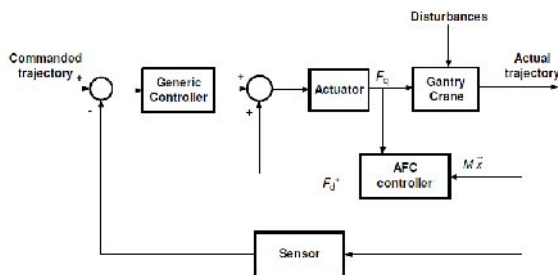 Disturbances
Commanded
trajectory
Actual
trajectory
+
-
Generic
Controller
+
+
Actuator
Gantry
Crane
AFC
controller
M ẍ
Sensor